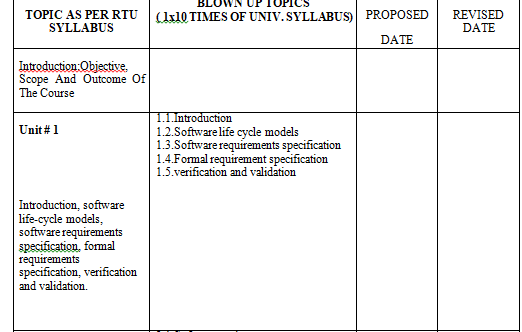 TOPIC AS PER RTU
SYLLABUS
BLOWN UP TOPICS
( 1x10 TIMES OF UNIV. SYLLABUS)
PROPOSED
DATE
REVISED
DATE
Introduction:Objective,
Scope And Outcome Of
The Course
Unit # 1
Introduction, software
life-cycle models,
software requirements
specification, formal
requirements
specification, verification
and validation.
1.1.Introduction
1.2.Software life cycle models
1.3.Software requirements specification
1.4.Formal requirement specification
1.5.verification and validation